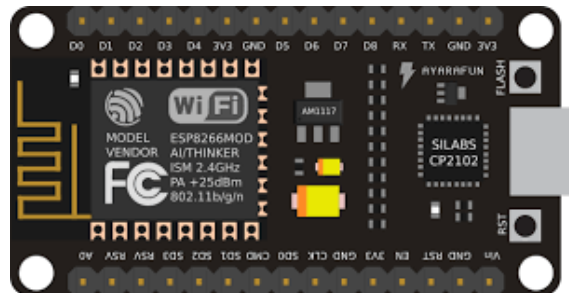 D0 D1 D2 D3 D4 3V3 GND D5 D6 D7 D8 RX TX GND 3V3
AYARAFUN
FLASH
WiFi
MODEL ESP8266MOD
VENDOR AI/THINKER
ISM 2.4GHz
PA +25dBm
802.11b/g/n
FC
AM1117
SILABS
CP2102
RST
A0 RSV RSV SD3 SD2 SD1 CMD SD0 CLK GND 3V3 EN RST GND Vin